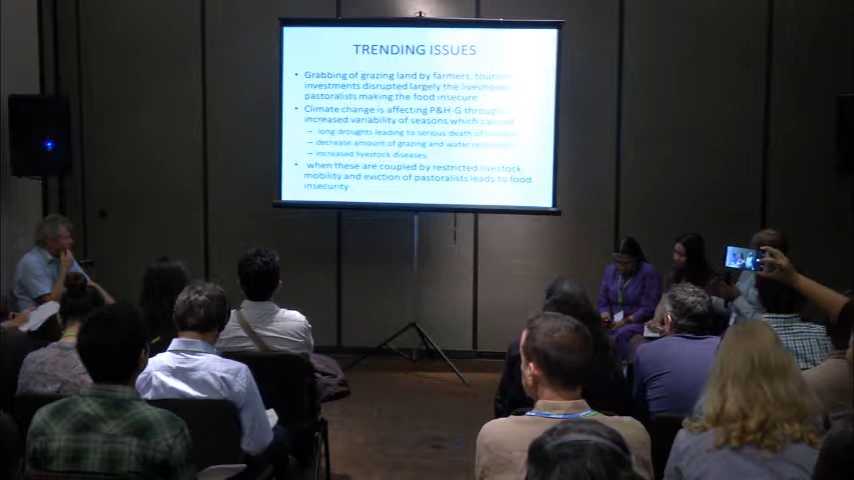 TRENDING ISSUES
• Grabbing of grazing land by farmers,
investments disrupted largely the
pastoralists making the food insecure
• Climate change is affecting P&H-G through
increased variability of seasons which
– long droughts leading to serious death of
– decrease amount of grazing and water
– increased livestock diseases,
• when these are coupled by restricted livestock
mobility and eviction of pastoralists leads to food
insecurity.